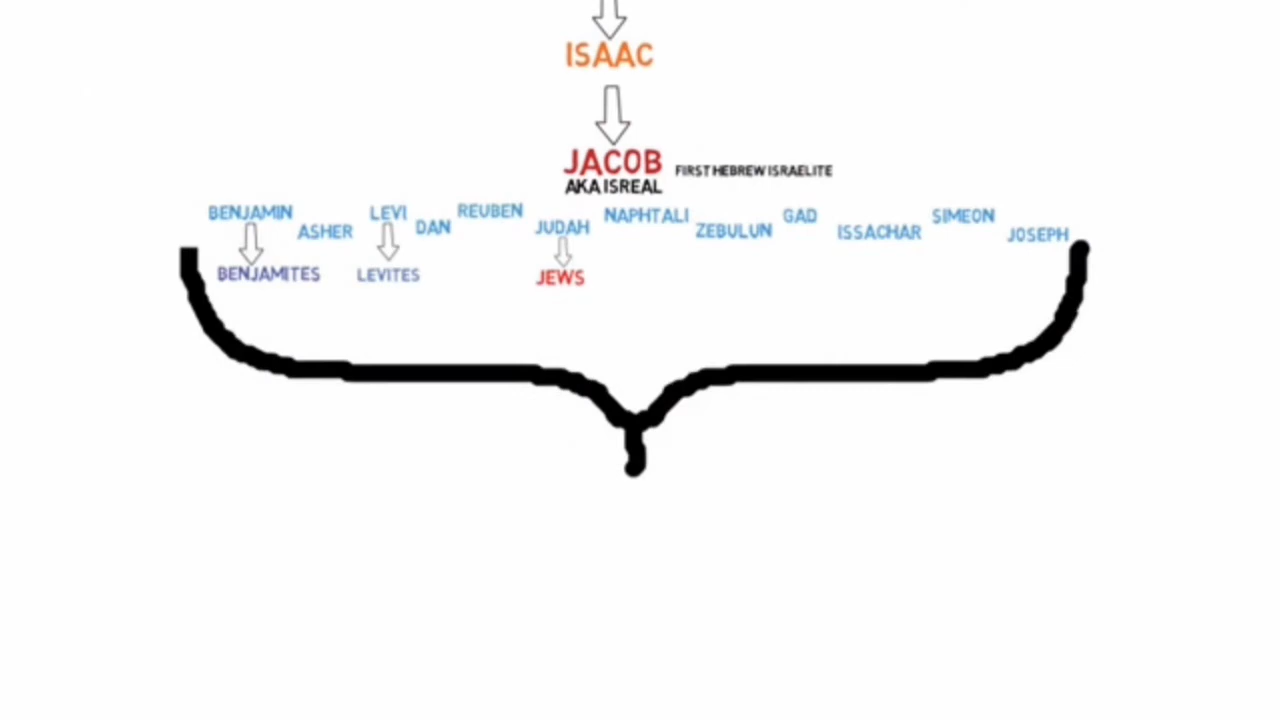 ISAAC
JACOB
FIRST HEBREW ISRAELITE
AKA ISREAL
BENJAMIN
ASHER
LEVI
DAN
REUBEN
JUDAH
NAPHTALI
ZEBULUN
GAD
ISSACHAR
SIMEON
JOSEPH
BENJAMITES
LEVITES
JEWS